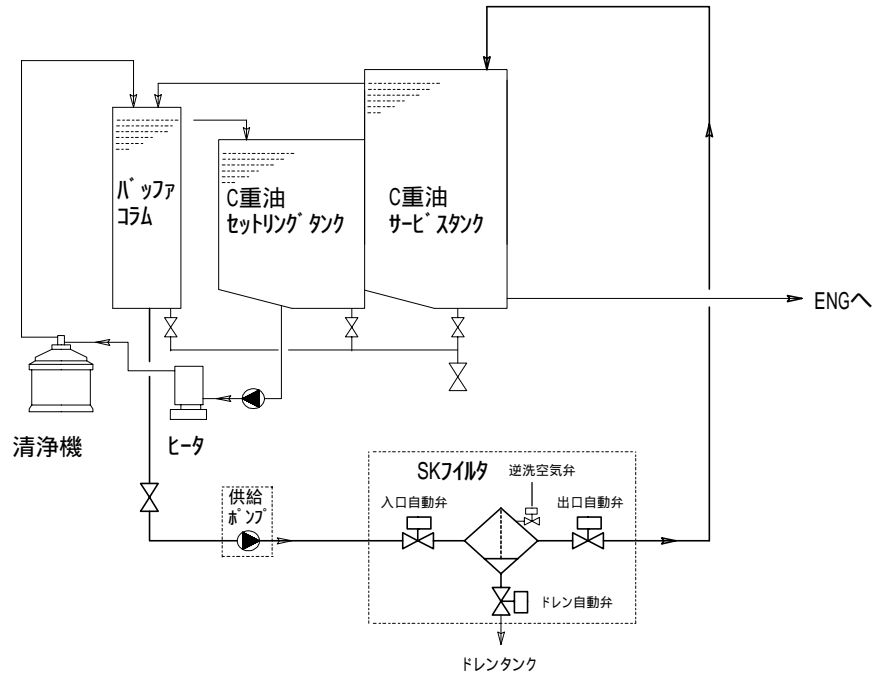 バッファ
コラム
C重油
セットリングタンク
C重油
サービスタンク
ENGへ
清浄機
ヒータ
SKフイルタ
逆洗空気弁
供給
ポンプ
入口自動弁
出口自動弁
ドレン自動弁
ドレンタンク